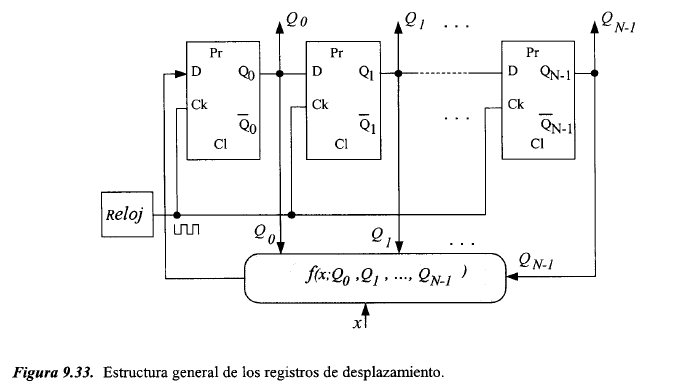 Q0 Q1 . . . QN-1
Pr Pr Pr
D Q0 D Q1 D QN-1
Ck Ck Ck
Q̅0 Q̅1 . . . Q̅N-1
Cl Cl Cl
Reloj
Q0 Q1 . . . QN-1
f(x;Q0 ,Q1 , ..., QN-1 )
x
Figura 9.33. Estructura general de los registros de desplazamiento.